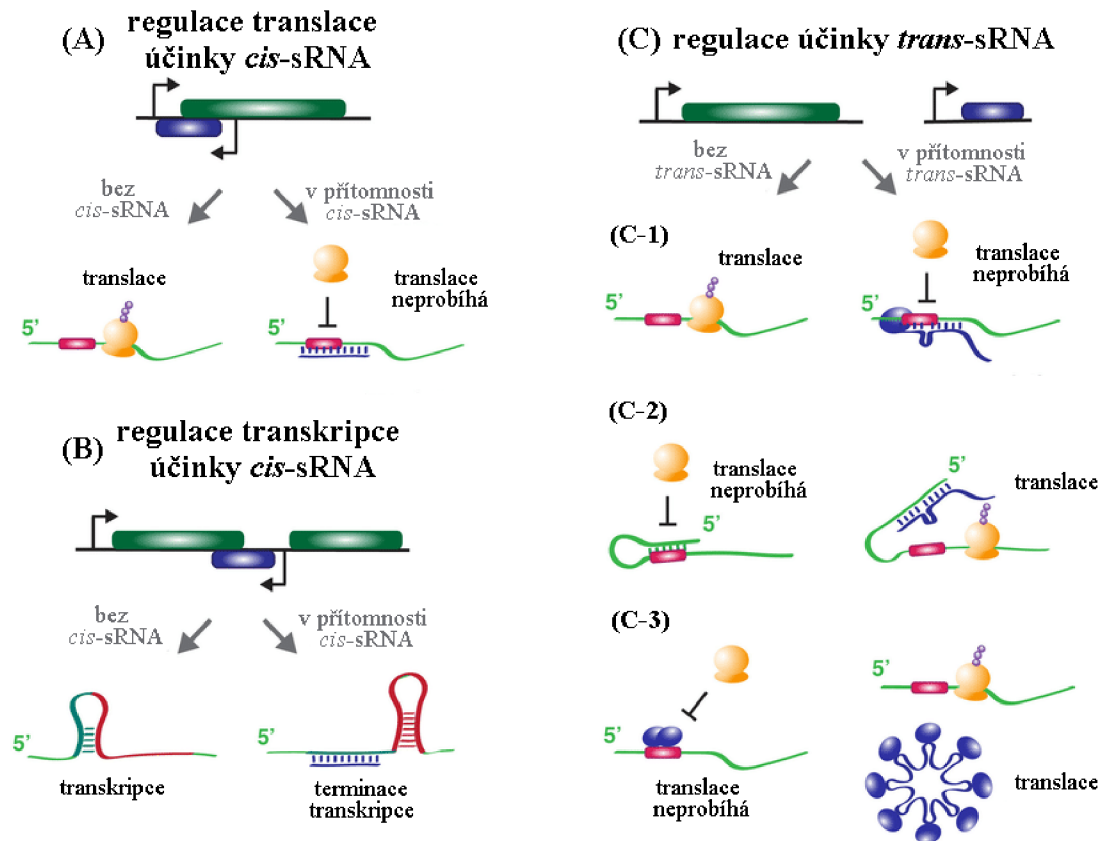 (A) regulace translace
účinky cis-sRNA
bez
cis-sRNA
v přítomnosti
cis-sRNA
translace
5’
translace
neprobíhá
5’
(B) regulace transkripce
účinky cis-sRNA
bez
cis-sRNA
v přítomnosti
cis-sRNA
5’
transkripce
5’
terminace
transkripce
(C) regulace účinky trans-sRNA
bez
trans-sRNA
v přítomnosti
trans-sRNA
(C-1)
translace
5’
translace
neprobíhá
5’
(C-2)
translace
neprobíhá
5’
5’
translace
(C-3)
5’
translace
neprobíhá
5’
translace